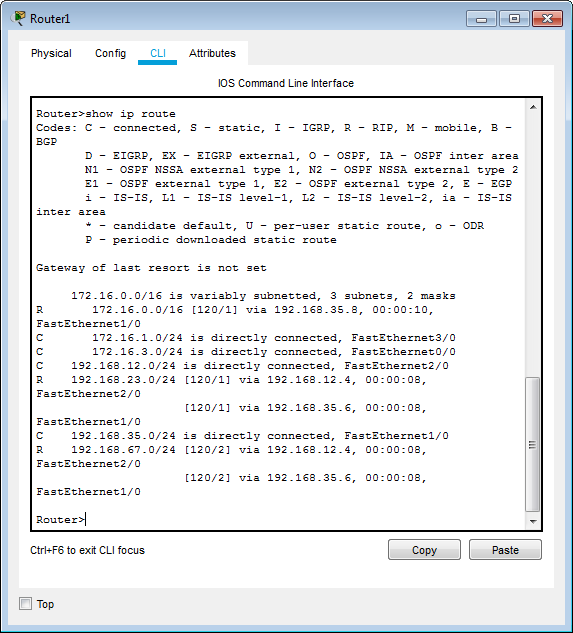 Router1
Physical Config CLI Attributes
IOS Command Line Interface
Router>show ip route
Codes: C - connected, S - static, I - IGRP, R - RIP, M - mobile, B -
BGP
D - EIGRP, EX - EIGRP external, O - OSPF, IA - OSPF inter area
N1 - OSPF NSSA external type 1, N2 - OSPF NSSA external type 2
E1 - OSPF external type 1, E2 - OSPF external type 2, E - EGP
i - IS-IS, L1 - IS-IS level-1, L2 - IS-IS level-2, ia - IS-IS
inter area
* - candidate default, U - per-user static route, o - ODR
P - periodic downloaded static route
Gateway of last resort is not set
172.16.0.0/16 is variably subnetted, 3 subnets, 2 masks
R 172.16.0.0/16 [120/1] via 192.168.35.8, 00:00:10,
FastEthernet1/0
C 172.16.1.0/24 is directly connected, FastEthernet3/0
C 172.16.3.0/24 is directly connected, FastEthernet0/0
C 192.168.12.0/24 is directly connected, FastEthernet2/0
R 192.168.23.0/24 [120/1] via 192.168.12.4, 00:00:08,
FastEthernet2/0
[120/1] via 192.168.35.6, 00:00:08,
FastEthernet1/0
C 192.168.35.0/24 is directly connected, FastEthernet1/0
R 192.168.67.0/24 [120/2] via 192.168.12.4, 00:00:08,
FastEthernet2/0
[120/2] via 192.168.35.6, 00:00:08,
FastEthernet1/0
Router>
Ctrl+F6 to exit CLI focus
Copy Paste
Top